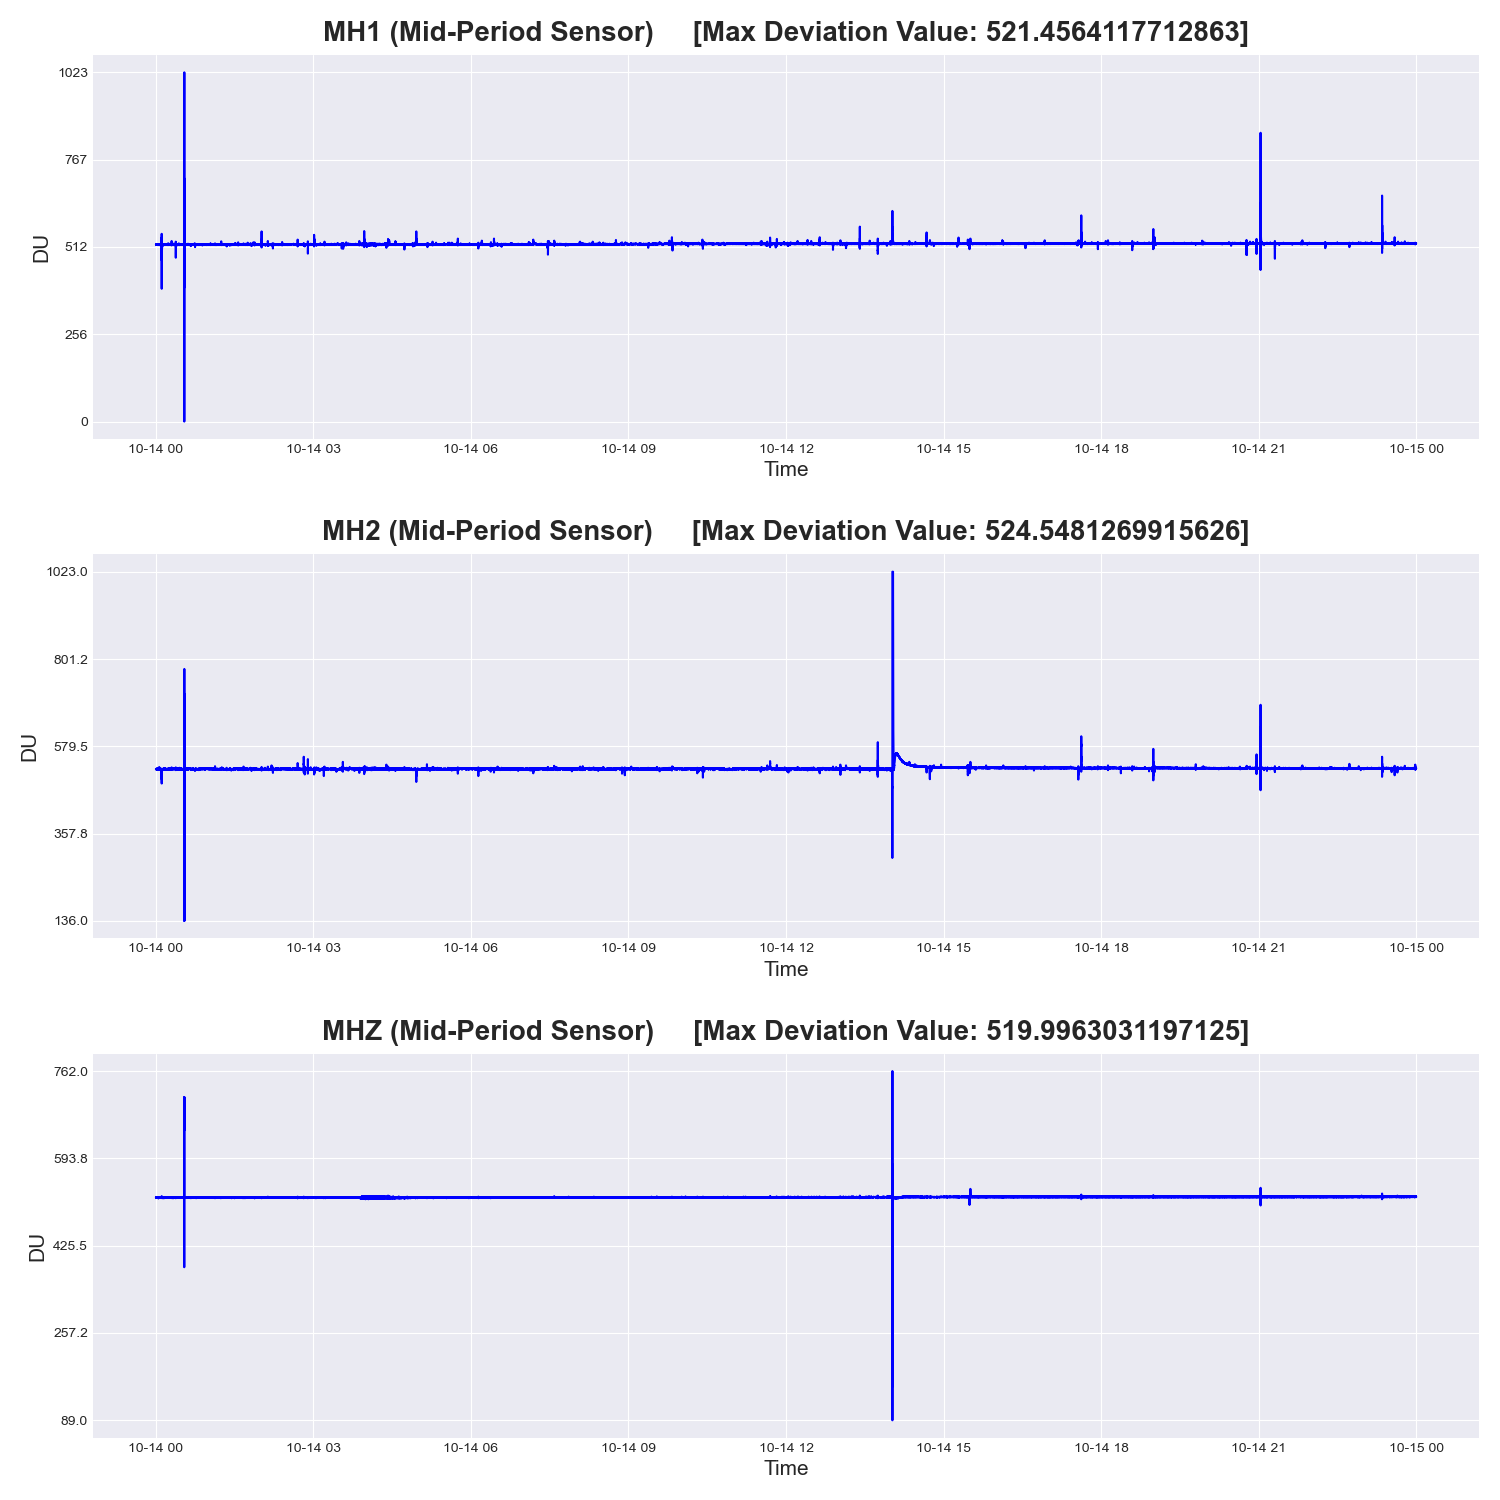 MH1 (Mid-Period Sensor) [Max Deviation Value: 521.4564117712863]
1023
767
512
256
0
DU
10-14 00 10-14 03 10-14 06 10-14 09 10-14 12 10-14 15 10-14 18 10-14 21 10-15 00
Time
MH2 (Mid-Period Sensor) [Max Deviation Value: 524.5481269915626]
1023.0
801.2
579.5
357.8
136.0
DU
10-14 00 10-14 03 10-14 06 10-14 09 10-14 12 10-14 15 10-14 18 10-14 21 10-15 00
Time
MHZ (Mid-Period Sensor) [Max Deviation Value: 519.9963031197125]
762.0
593.8
425.5
257.2
89.0
DU
10-14 00 10-14 03 10-14 06 10-14 09 10-14 12 10-14 15 10-14 18 10-14 21 10-15 00
Time